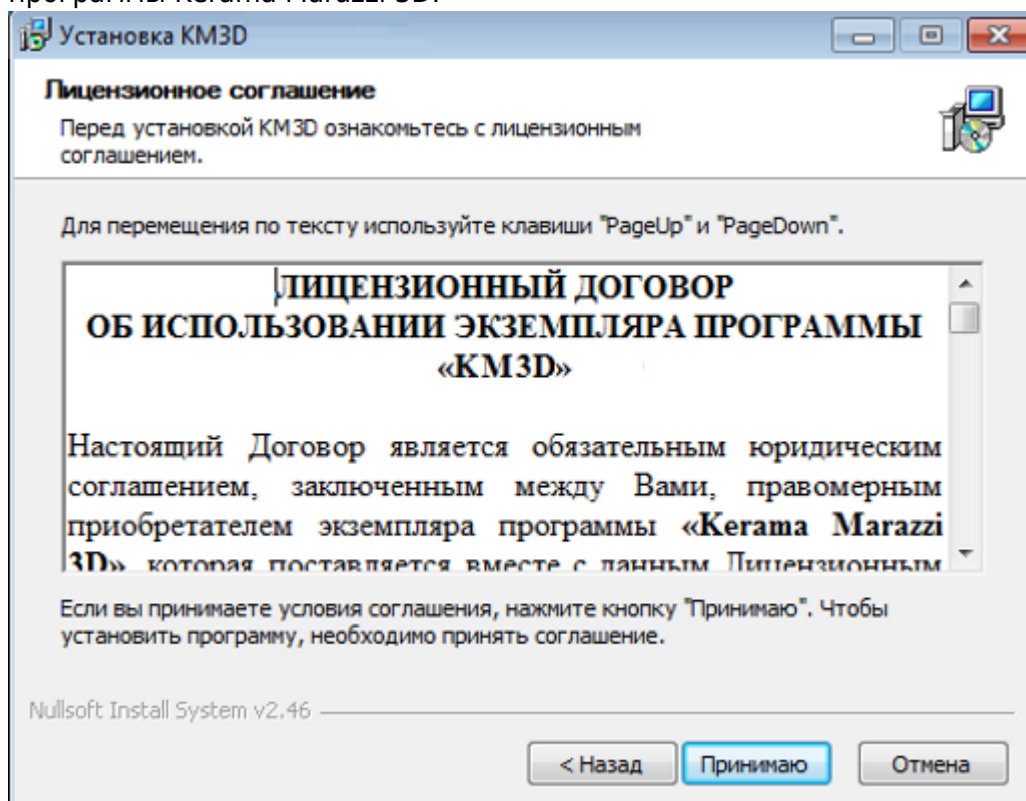 программы Kerama Marazzi 3D.
Установка KM3D
Лицензионное соглашение
Перед установкой KM3D ознакомьтесь с лицензионным
соглашением.
Для перемещения по тексту используйте клавиши "PageUp" и "PageDown".
ЛИЦЕНЗИОННЫЙ ДОГОВОР
ОБ ИСПОЛЬЗОВАНИИ ЭКЗЕМПЛЯРА ПРОГРАММЫ
«KM3D»
Настоящий Договор является обязательным юридическим
соглашением, заключенным между Вами, правомерным
приобретателем экземпляра программы «Kerama Marazzi
3D», которая поставляется вместе с данным Лицензионным
Если вы принимаете условия соглашения, нажмите кнопку "Принимаю". Чтобы
установить программу, необходимо принять соглашение.
Nullsoft Install System v2.46
< Назад
Принимаю
Отмена